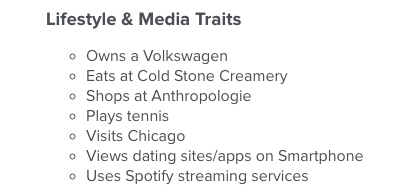 Lifestyle & Media Traits
Owns a Volkswagen
Eats at Cold Stone Creamery
Shops at Anthropologie
Plays tennis
Visits Chicago
Views dating sites/apps on Smartphone
Uses Spotify streaming services